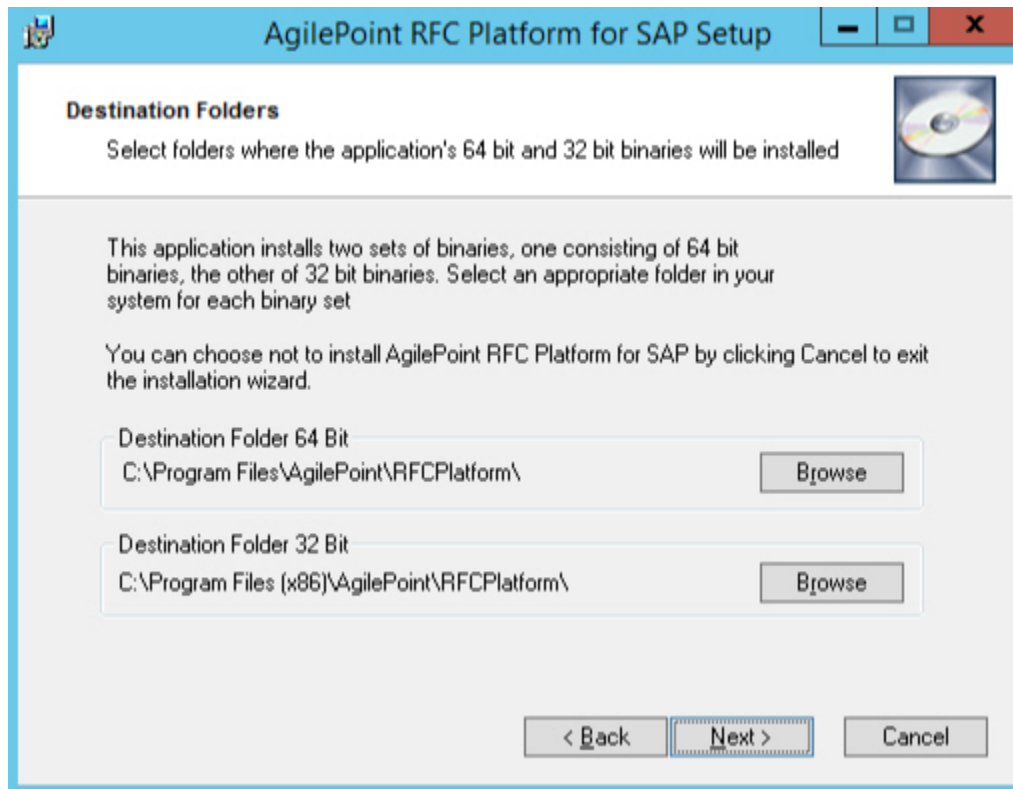 AgilePoint RFC Platform for SAP Setup
Destination Folders
Select folders where the application's 64 bit and 32 bit binaries will be installed
This application installs two sets of binaries, one consisting of 64 bit
binaries, the other of 32 bit binaries. Select an appropriate folder in your
system for each binary set
You can choose not to install AgilePoint RFC Platform for SAP by clicking Cancel to exit
the installation wizard.
Destination Folder 64 Bit
C:\Program Files\AgilePoint\RFCPlatform\
Browse
Destination Folder 32 Bit
C:\Program Files (x86)\AgilePoint\RFCPlatform\
Browse
< Back
Next >
Cancel